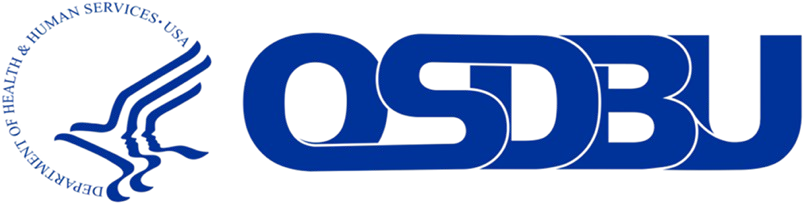 DEPARTMENT OF HEALTH & HUMAN SERVICES • USA
OSDBU